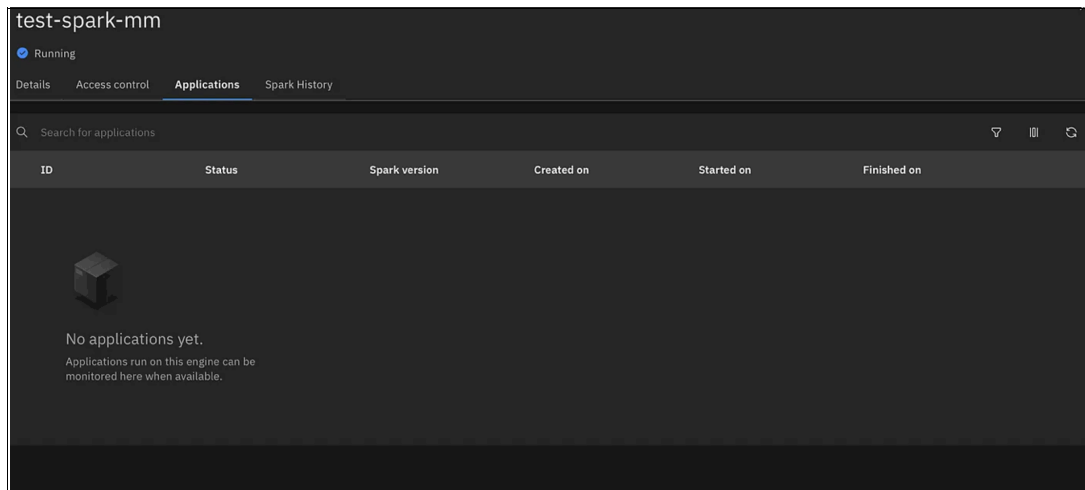 test-spark-mm
Running
Details Access control Applications Spark History
Search for applications
ID Status Spark version Created on Started on Finished on
No applications yet.
Applications run on this engine can be
monitored here when available.